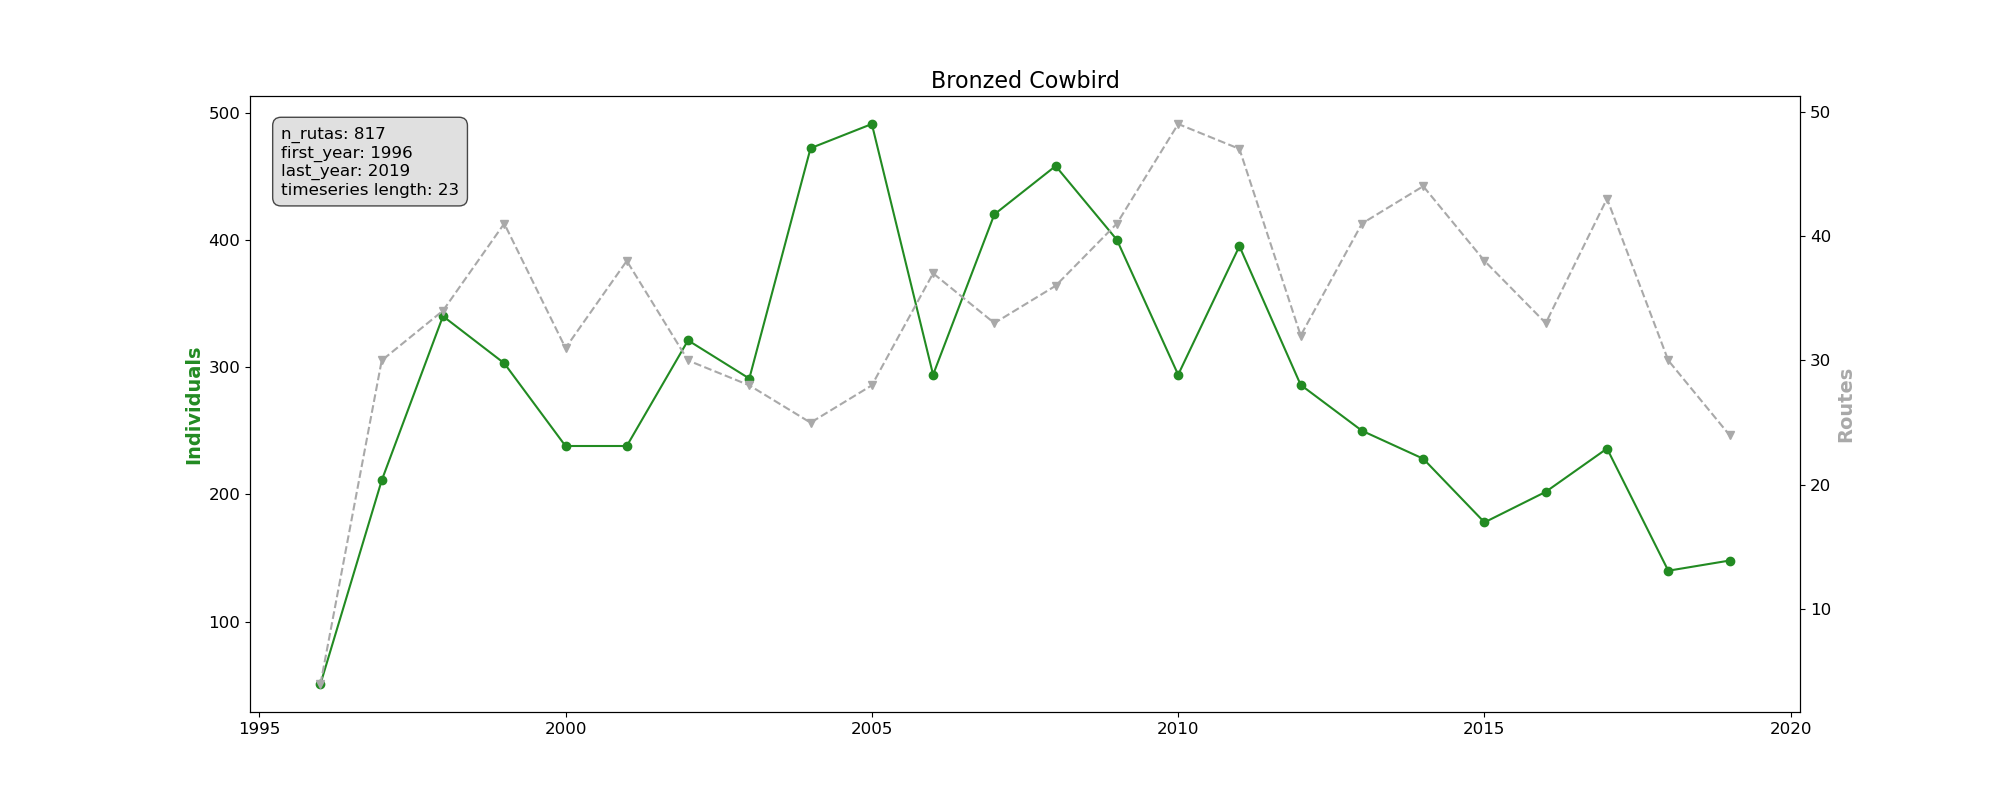 Bronzed Cowbird
n_rutas: 817
first_year: 1996
last_year: 2019
timeseries length: 23
500
400
300
200
100
Individuals
50
40
30
20
10
Routes
1995
2000
2005
2010
2015
2020